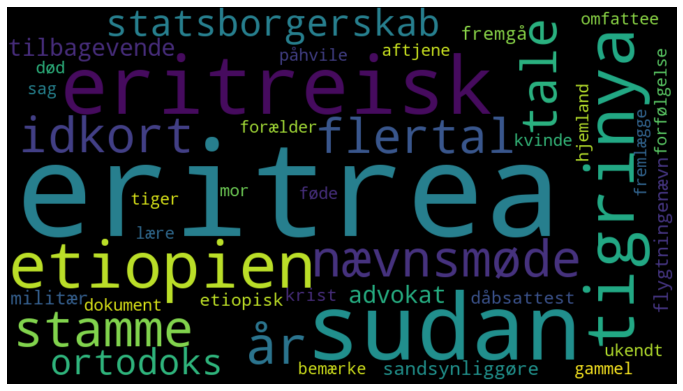 statsborgerskab
omfattee
fremgå
tilbagevende
påhvile
aftjene
tale
tigrinya
død
eritreisk
sag
idkort
forælder
flertal
kvinde
hjemland
fremlægge
forfølgelse
eritrea
tiger
mor
føde
lære
etiopien
nævnsmøde
flygtningenævn
militær
dokument
etiopisk
krist
advokat
dåbsattest
stamme
år
sudan
ortodoks
bemærke
sandsynliggøre
ukendt
gammel